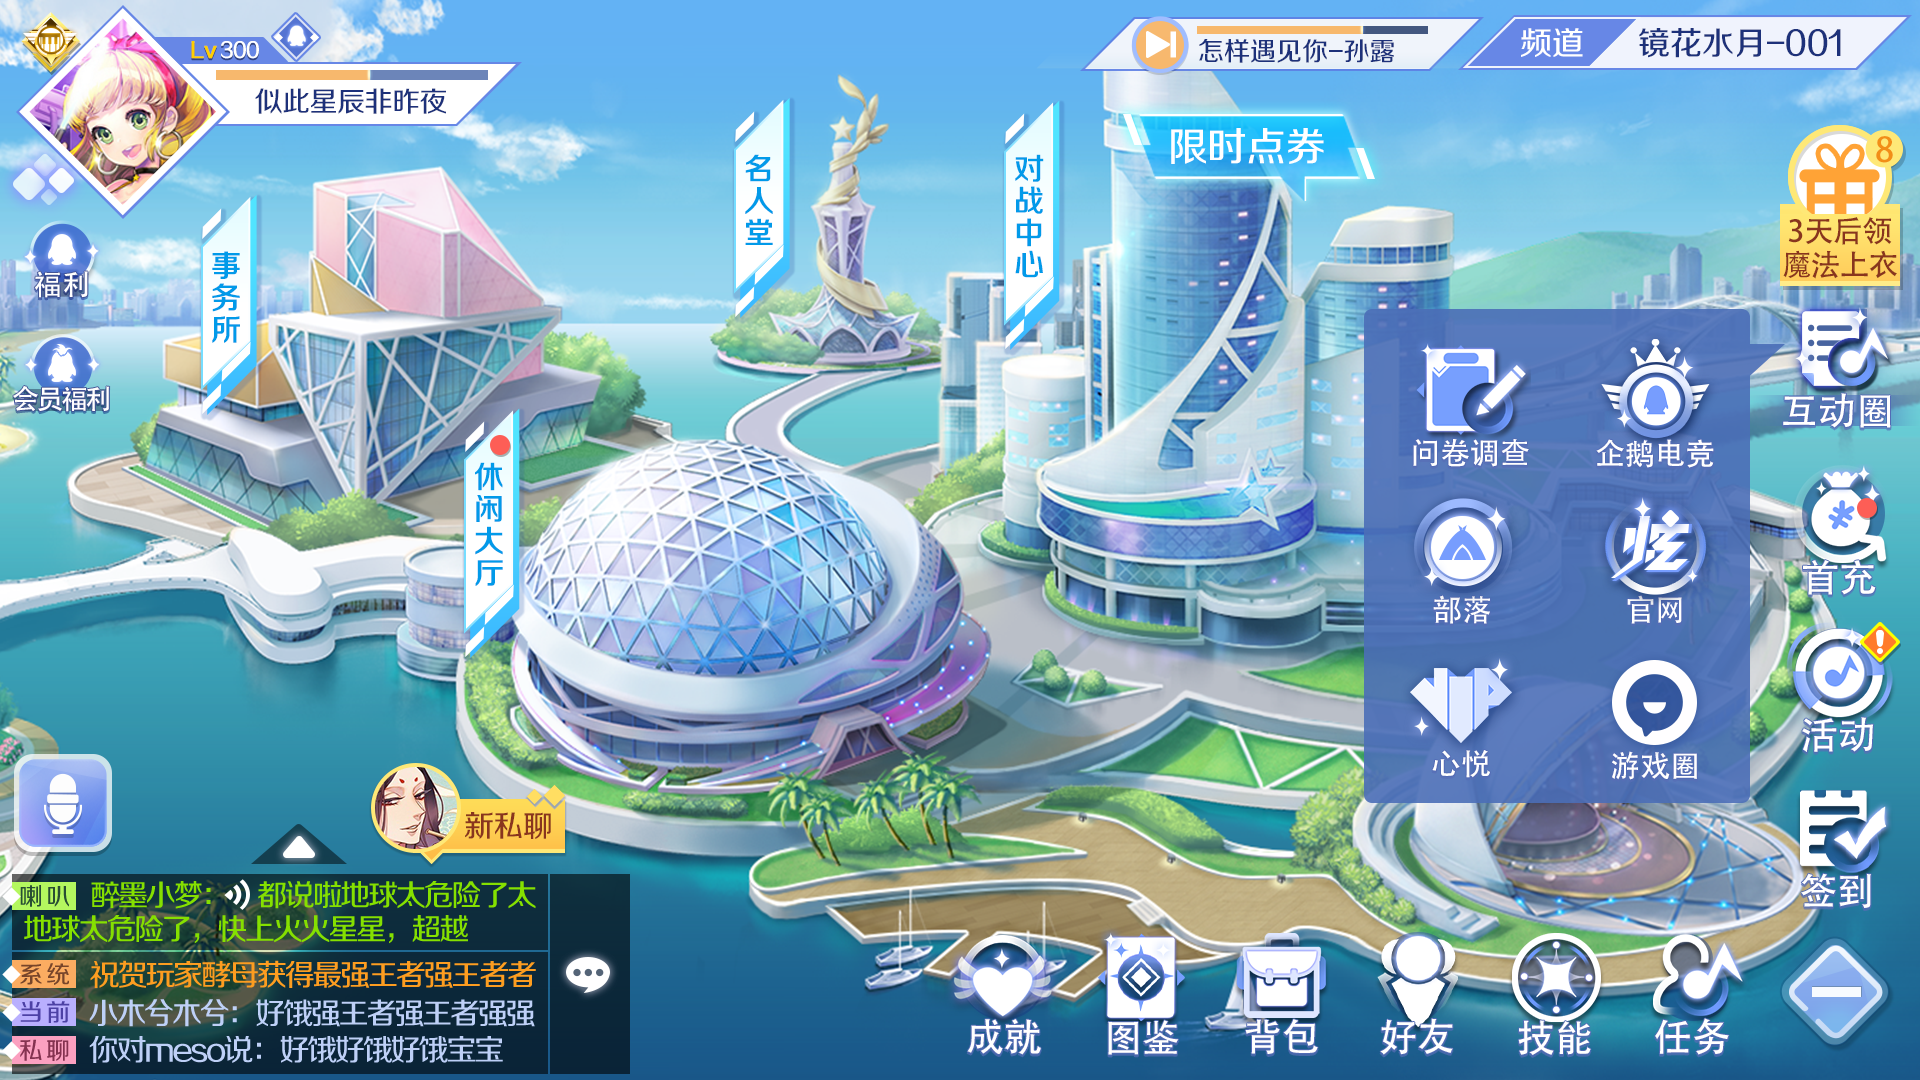 Lv300
似此星辰非昨夜
怎样遇见你-孙露
频道
镜花水月-001
限时点券
8
3天后领
魔法上衣
福利
会员福利
事务所
名人堂
对战中心
休闲大厅
问卷调查
企鹅电竞
部落
炫
官网
心悦
游戏圈
互动圈
首充
活动
签到
新私聊
喇叭
醉墨小梦:
都说啦地球太危险了太
地球太危险了，快上火火星星，超越
系统
祝贺玩家酵母获得最强王者强王者者
当前
小木兮木兮：好饿强王者强王者强强
私聊
你对meso说：好饿好饿好饿宝宝
成就
图鉴
背包
好友
技能
任务